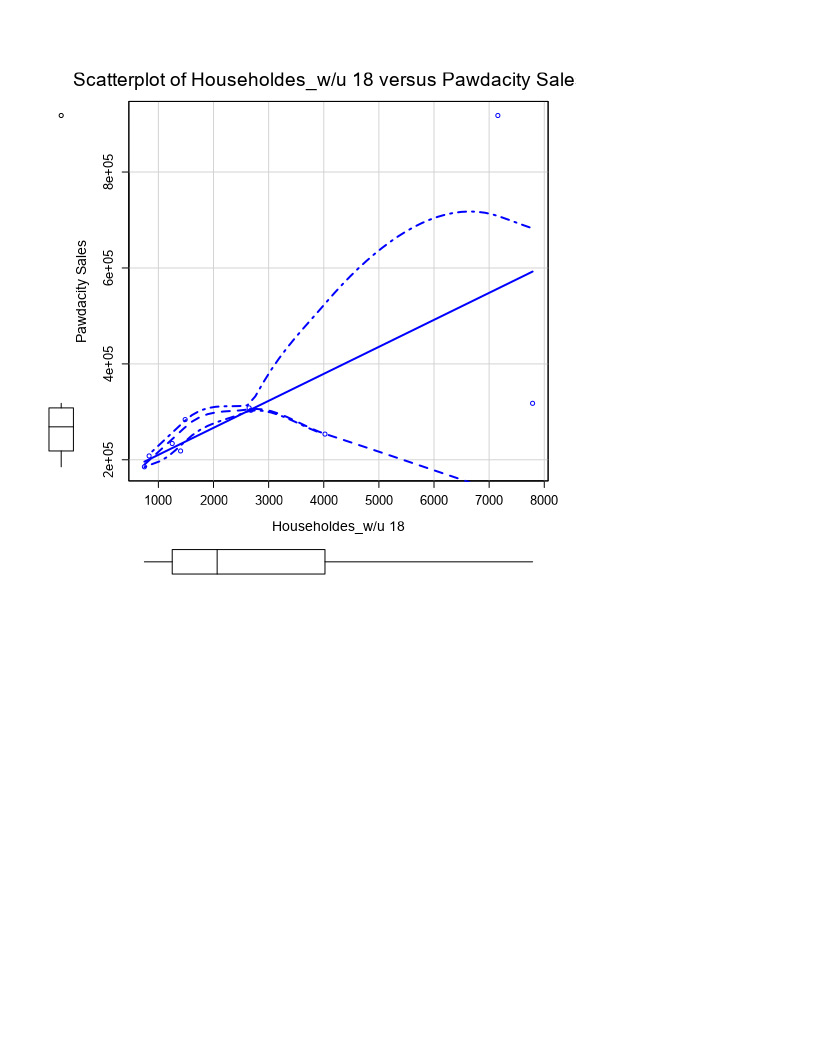 Scatterplot of Householdes_w/u 18 versus Pawdacity Sale
8e+05
6e+05
4e+05
2e+05
Pawdacity Sales
1000 2000 3000 4000 5000 6000 7000 8000
Householdes_w/u 18